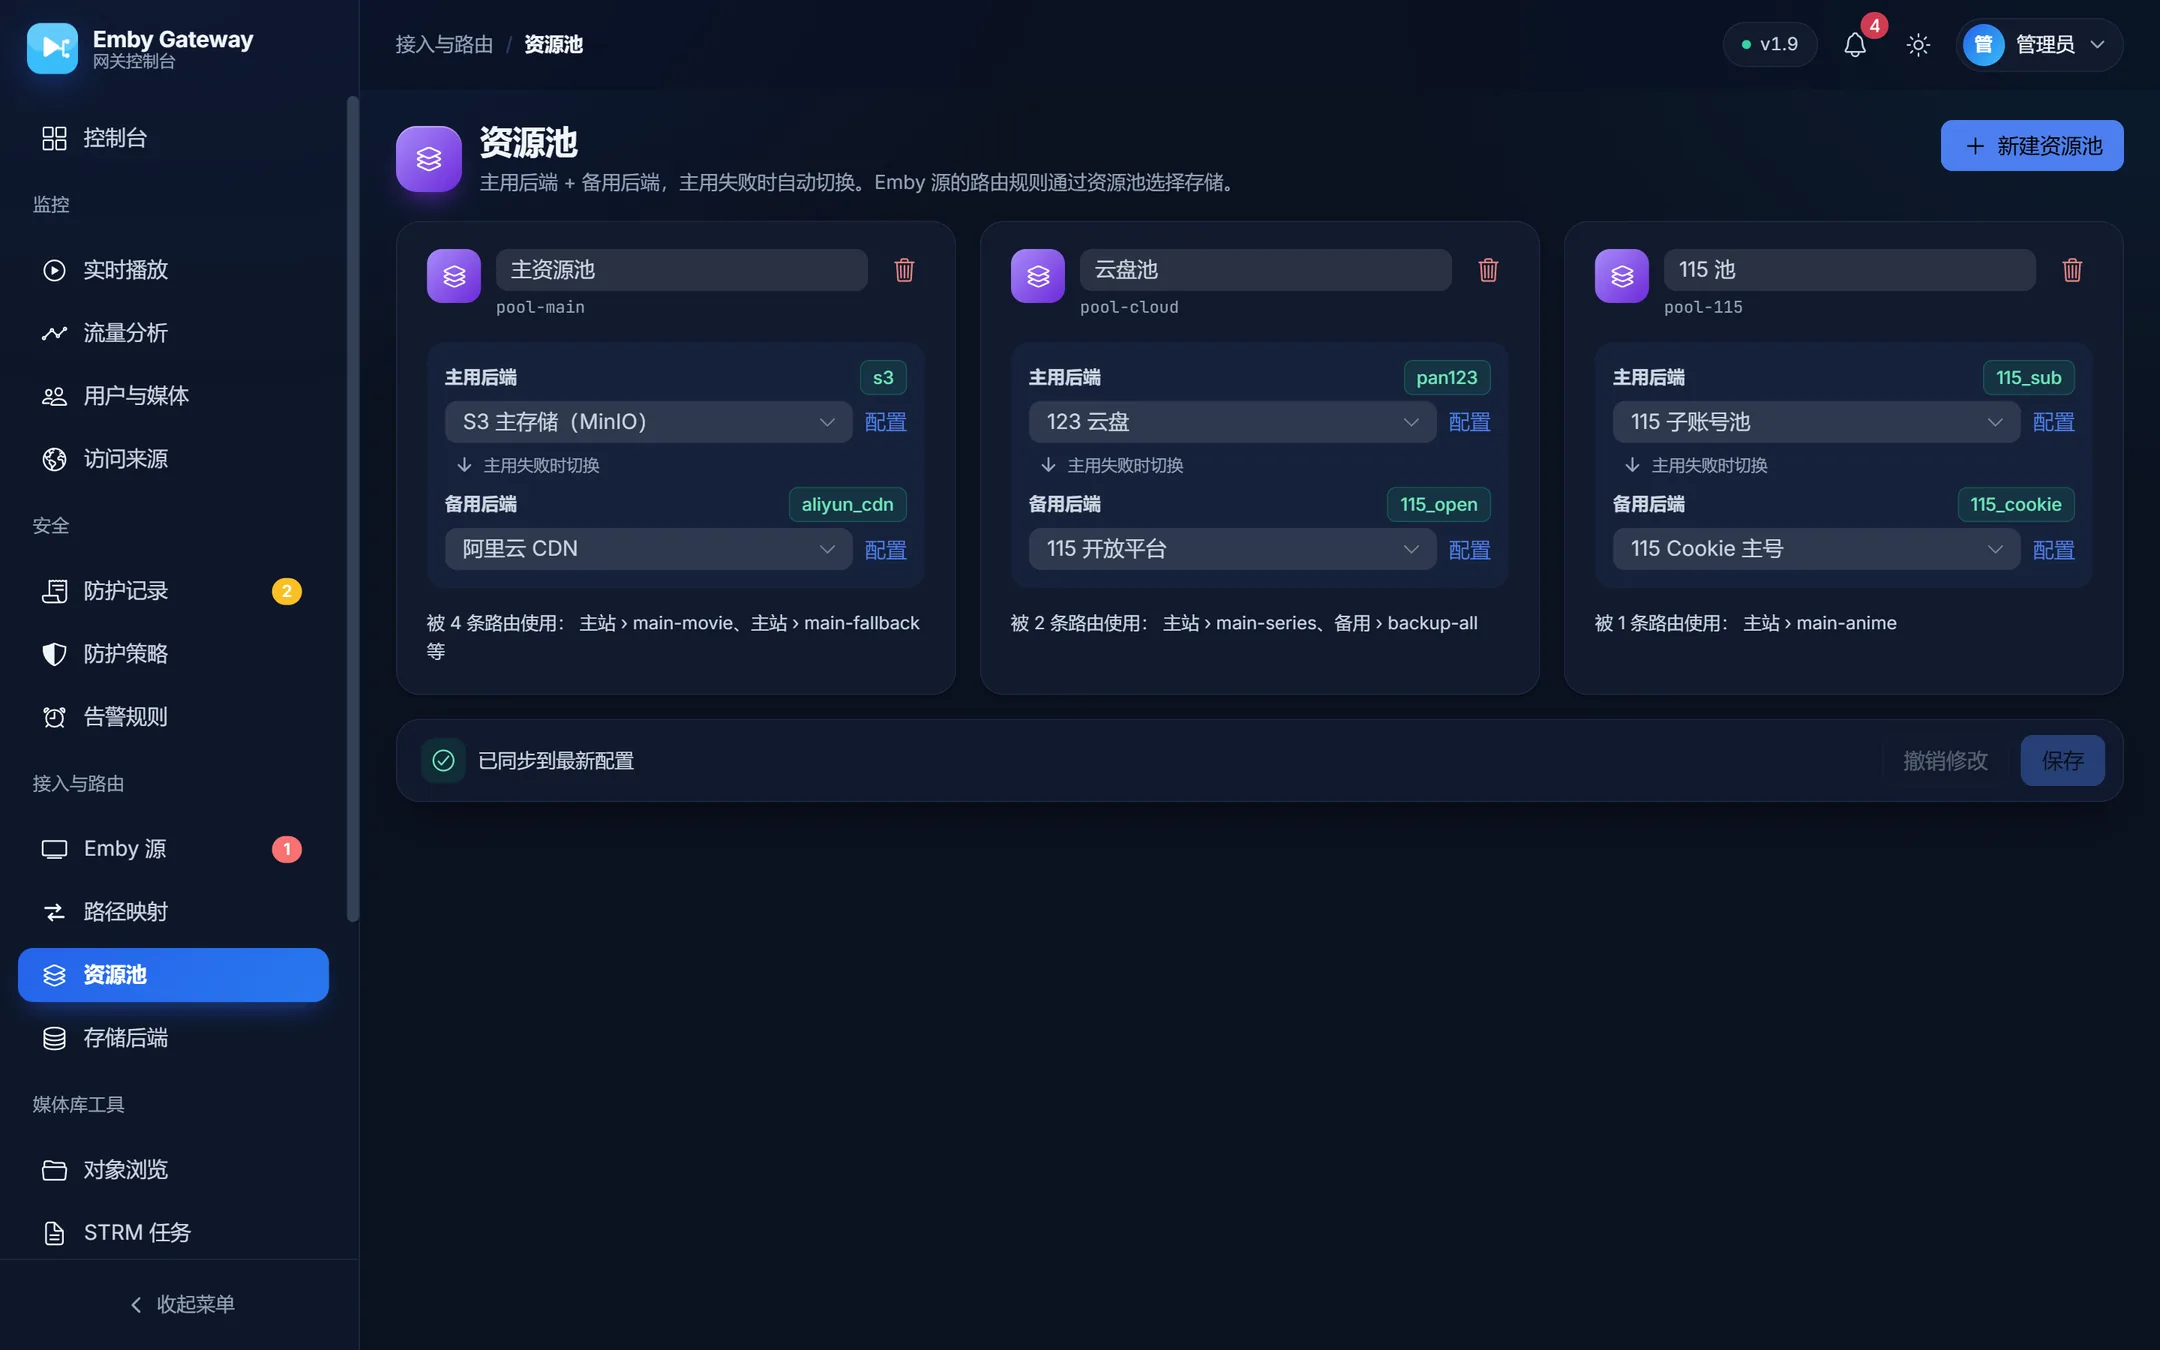 Emby Gateway
网关控制台
控制台
监控
实时播放
流量分析
用户与媒体
访问来源
安全
防护记录 2
防护策略
告警规则
接入与路由
Emby 源 1
路径映射
资源池
存储后端
媒体库工具
对象浏览
STRM 任务
收起菜单
接入与路由 / 资源池
v1.9
4
管 管理员
资源池
主用后端 + 备用后端，主用失败时自动切换。Emby 源的路由规则通过资源池选择存储。
新建资源池
主资源池
pool-main
主用后端 s3
S3 主存储（MinIO） 配置
主用失败时切换
备用后端 aliyun_cdn
阿里云 CDN 配置
被 4 条路由使用： 主站 › main-movie、主站 › main-fallback
等
云盘池
pool-cloud
主用后端 pan123
123 云盘 配置
主用失败时切换
备用后端 115_open
115 开放平台 配置
被 2 条路由使用： 主站 › main-series、备用 › backup-all
115 池
pool-115
主用后端 115_sub
115 子账号池 配置
主用失败时切换
备用后端 115_cookie
115 Cookie 主号 配置
被 1 条路由使用： 主站 › main-anime
已同步到最新配置
撤销修改
保存